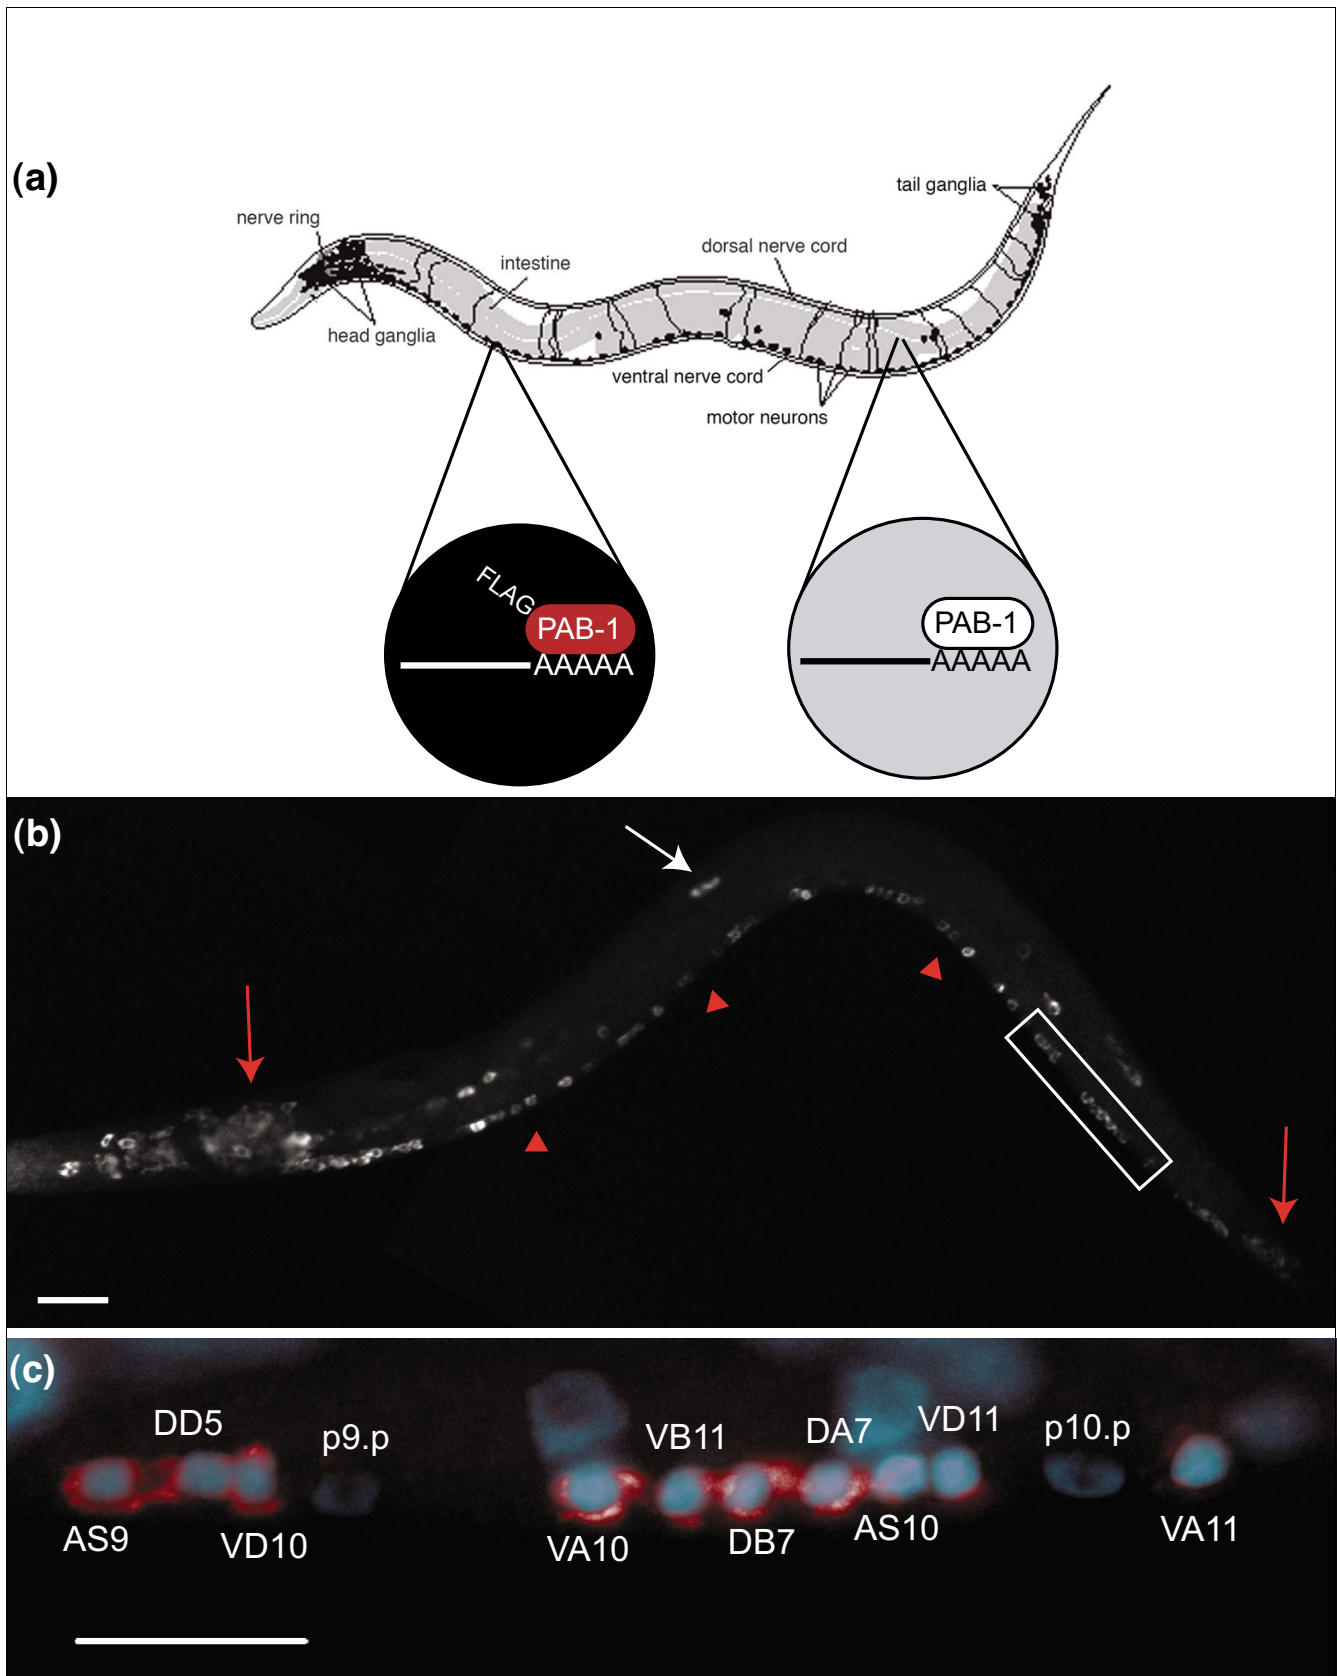 (a)
tail ganglia
nerve ring
dorsal nerve cord
intestine
head ganglia
ventral nerve cord
motor neurons
FLAG
PAB-1
AAAAA
PAB-1
AAAAA
(b)
(c)
DD5
p9.p
VB11
DA7
VD11
p10.p
AS9
VD10
VA10
DB7
AS10
VA11